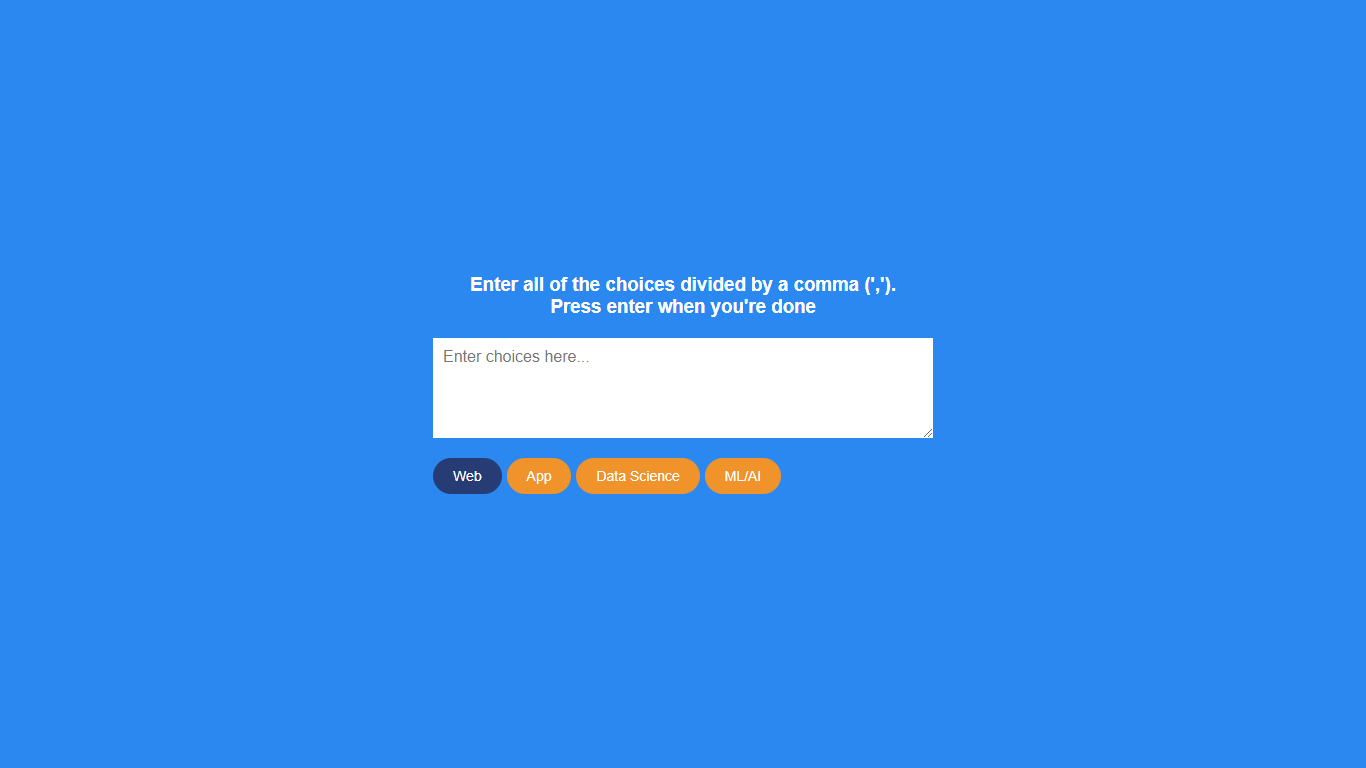 Enter all of the choices divided by a comma (',').
Press enter when you're done
Enter choices here...
Web App Data Science ML/AI